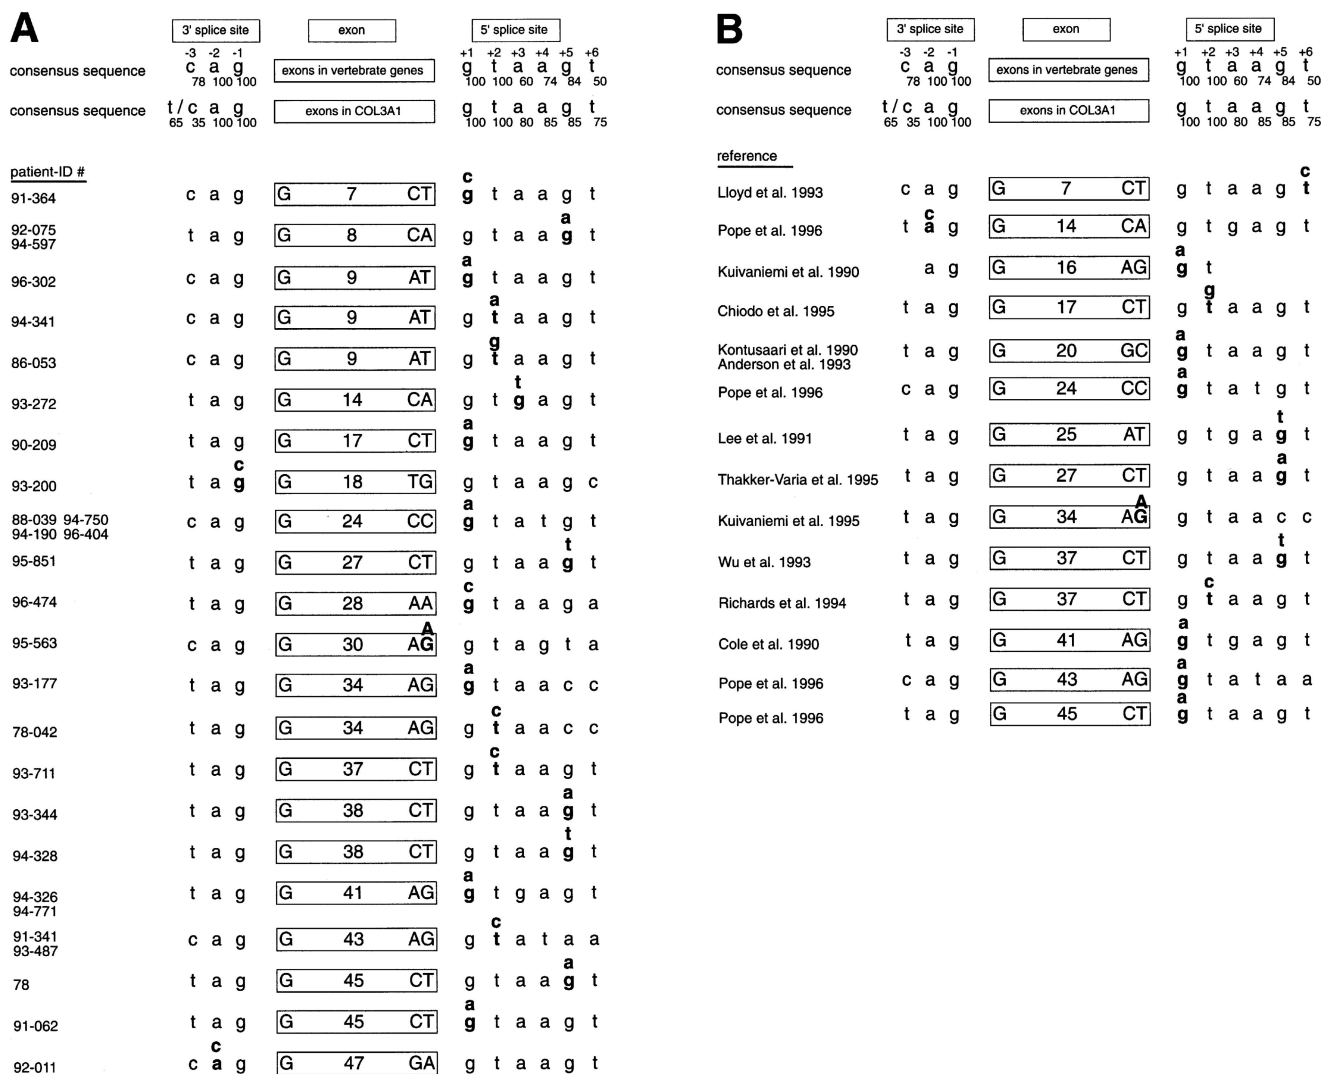 A
3' splice site exon 5' splice site
-3 -2 -1 +1 +2 +3 +4 +5 +6
consensus sequence c a g exons in vertebrate genes g t a a g t
78 100 100 100 100 60 74 84 50
consensus sequence t/c a g exons in COL3A1 g t a a g t
65 35 100 100 100 100 80 85 85 75
patient-ID #
c
91-364 c a g G 7 CT g t a a g t
a
92-075 t a g G 8 CA g t a a g t
94-597
a
96-302 c a g G 9 AT g t a a g t
a
94-341 c a g G 9 AT g t a a g t
g
86-053 c a g G 9 AT g t a a g t
t
93-272 t a g G 14 CA g t g a g t
a
90-209 t a g G 17 CT g t a a g t
c
93-200 t a g G 18 TG g t a a g c
a
88-039 94-750 c a g G 24 CC g t a t g t
94-190 96-404
t
95-851 t a g G 27 CT g t a a g t
c
96-474 t a g G 28 AA g t a a g a
A
95-563 c a g G 30 AG g t a g t a
a
93-177 t a g G 34 AG g t a a c c
c
78-042 t a g G 34 AG g t a a c c
c
93-711 t a g G 37 CT g t a a g t
a
93-344 t a g G 38 CT g t a a g t
t
94-328 t a g G 38 CT g t a a g t
a
94-326 t a g G 41 AG g t g a g t
94-771
c
91-341 c a g G 43 AG g t a t a a
93-487
a
78 t a g G 45 CT g t a a g t
a
91-062 t a g G 45 CT g t a a g t
c
92-011 c a g G 47 GA g t a a g t
B
3' splice site exon 5' splice site
-3 -2 -1 +1 +2 +3 +4 +5 +6
consensus sequence c a g exons in vertebrate genes g t a a g t
78 100 100 100 100 60 74 84 50
consensus sequence t/c a g exons in COL3A1 g t a a g t
65 35 100 100 100 100 80 85 85 75
reference
c
Lloyd et al. 1993 c a g G 7 CT g t a a g t
c
Pope et al. 1996 t a g G 14 CA g t g a g t
a
Kuivaniemi et al. 1990 a g G 16 AG g t
g
Chiodo et al. 1995 t a g G 17 CT g t a a g t
a
Kontusaari et al. 1990 t a g G 20 GC g t a a g t
Anderson et al. 1993
a
Pope et al. 1996 c a g G 24 CC g t a t g t
t
Lee et al. 1991 t a g G 25 AT g t g a g t
a
Thakker-Varia et al. 1995 t a g G 27 CT g t a a g t
A
Kuivaniemi et al. 1995 t a g G 34 AG g t a a c c
t
Wu et al. 1993 t a g G 37 CT g t a a g t
c
Richards et al. 1994 t a g G 37 CT g t a a g t
a
Cole et al. 1990 t a g G 41 AG g t g a g t
a
Pope et al. 1996 c a g G 43 AG g t a t a a
a
Pope et al. 1996 t a g G 45 CT g t a a g t